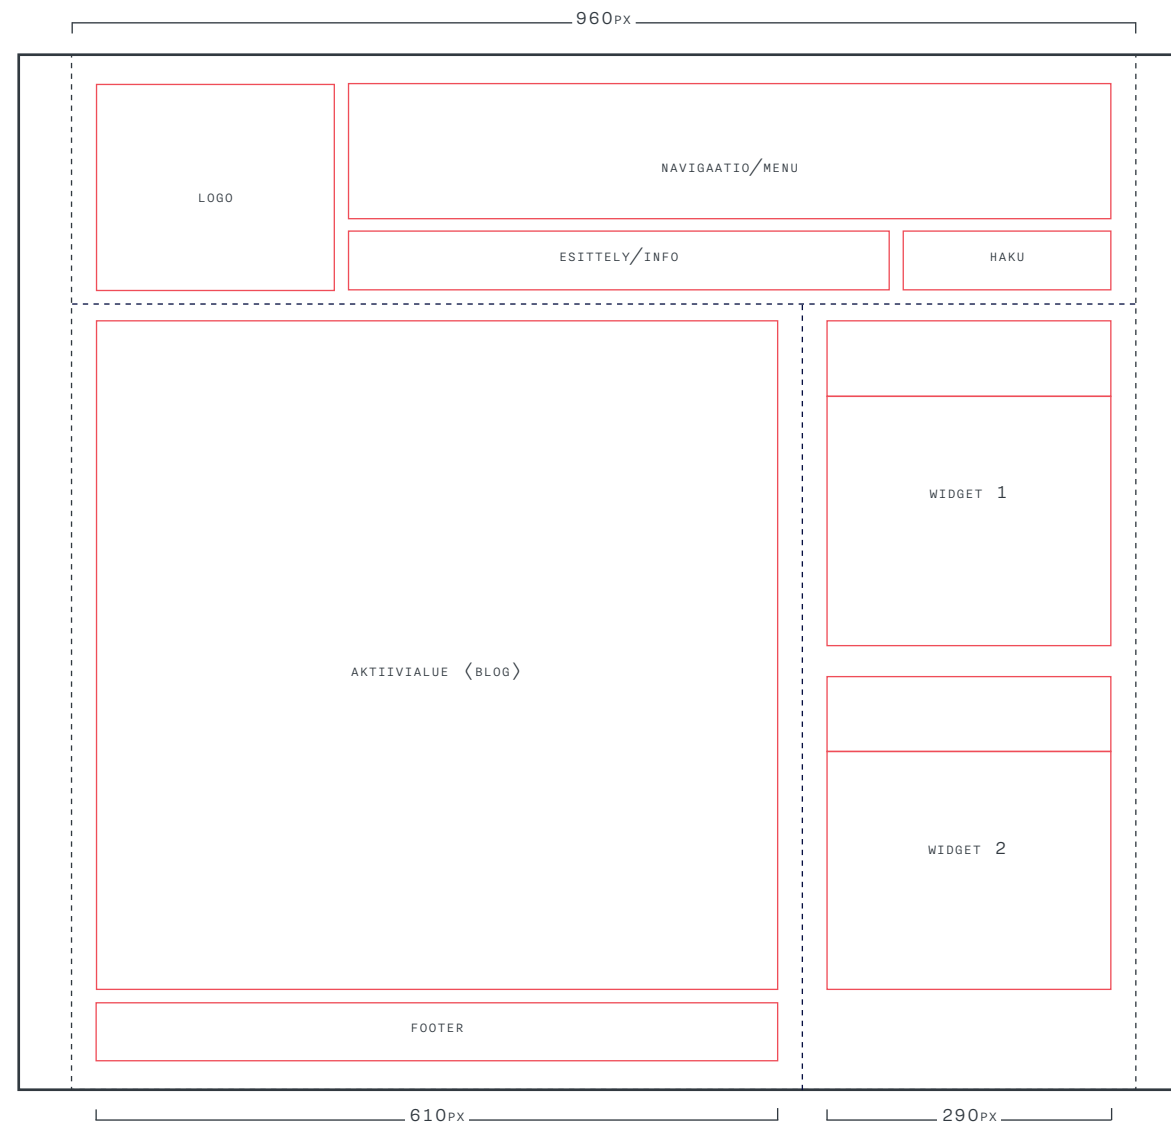 960PX
LOGO
NAVIGAATIO/MENU
ESITTELY/INFO
HAKU
WIDGET 1
AKTIIVIALUE 〈BLOG〉
WIDGET 2
FOOTER
610PX
290PX